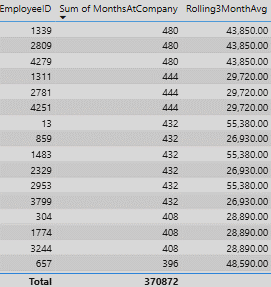 EmployeeID Sum of MonthsAtCompany Rolling3MonthAvg
1339 480 43,850.00
2809 480 43,850.00
4279 480 43,850.00
1311 444 29,720.00
2781 444 29,720.00
4251 444 29,720.00
13 432 55,380.00
859 432 26,930.00
1483 432 55,380.00
2329 432 26,930.00
2953 432 55,380.00
3799 432 26,930.00
304 408 28,890.00
1774 408 28,890.00
3244 408 28,890.00
657 396 48,590.00
Total 370872